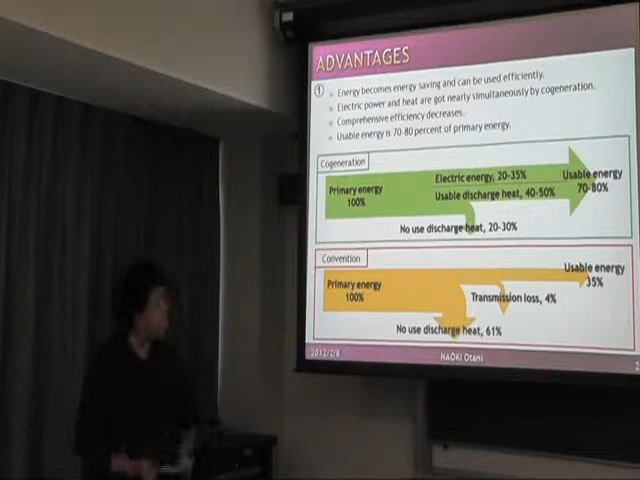 ADVANTAGES
① Energy becomes energy saving and can be used efficiently.
Electric power and heat are got nearly simultaneously by cogeneration.
Comprehensive efficiency decreases.
Usable energy is 70-80 percent of primary energy.
Cogeneration
Primary energy
100%
Electric energy, 20-35%
Usable discharge heat, 40-50%
Usable energy
70-80%
No use discharge heat, 20-30%
Convention
Primary energy
100%
Usable energy
35%
Transmission loss, 4%
No use discharge heat, 61%
2012/2/8
NAOKI Otani
2